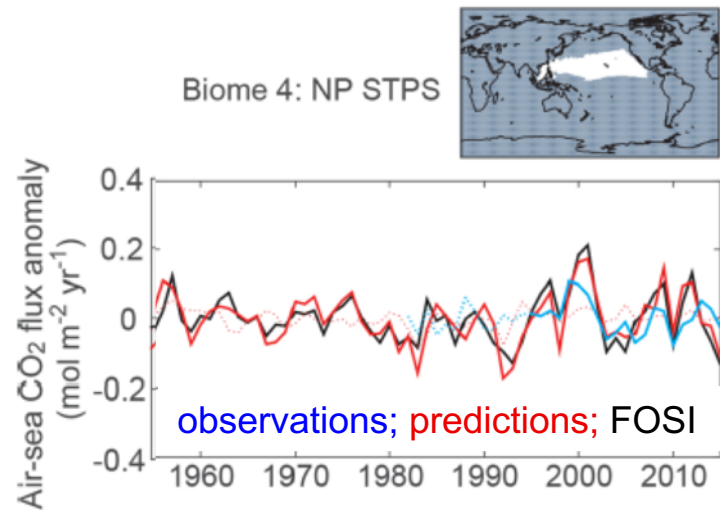 Biome 4: NP STPS
Air-sea CO₂ flux anomaly
(mol m⁻² yr⁻¹)
0.4
0.2
0
-0.2
-0.4
observations; predictions; FOSI
1960 1970 1980 1990 2000 2010